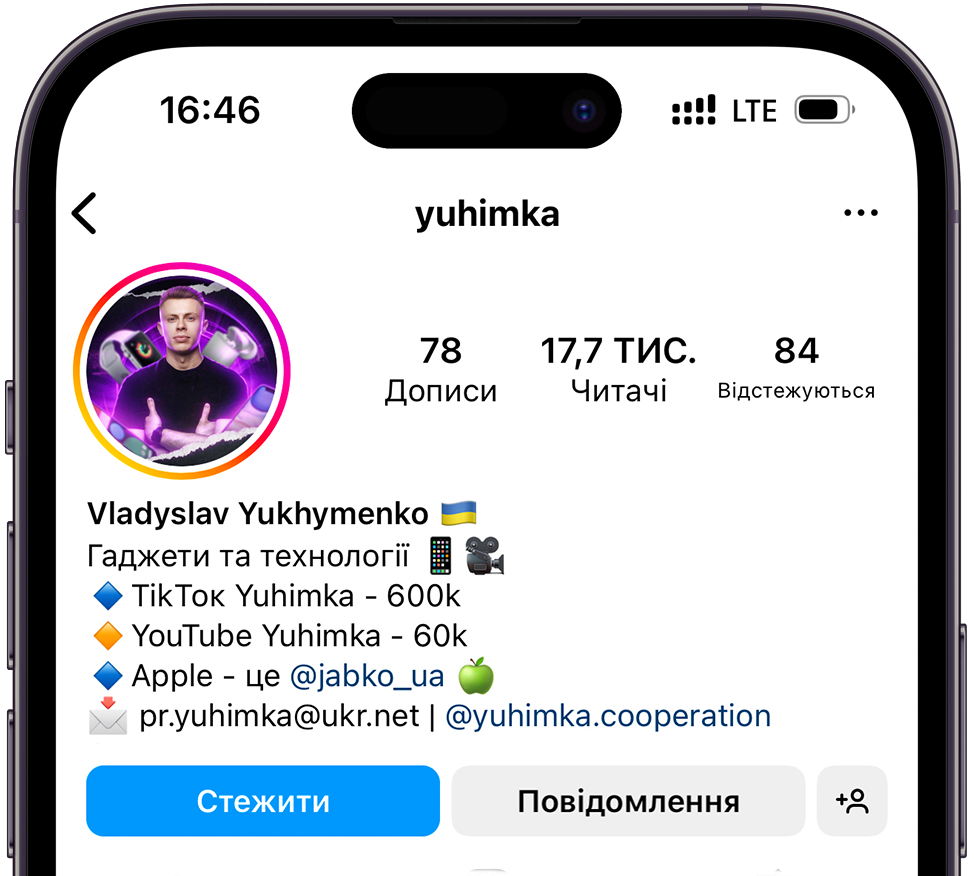 16:46 LTE
yuhimka
78 17,7 ТИС. 84
Дописи Читачі Відстежуються
Vladyslav Yukhymenko 🇺🇦
Гаджети та технології 📱🎥
🔷 ТікТок Yuhimka - 600k
🔶 YouTube Yuhimka - 60k
🔷 Apple - це @jabko_ua 🍏
📩 pr.yuhimka@ukr.net | @yuhimka.cooperation
Стежити Повідомлення